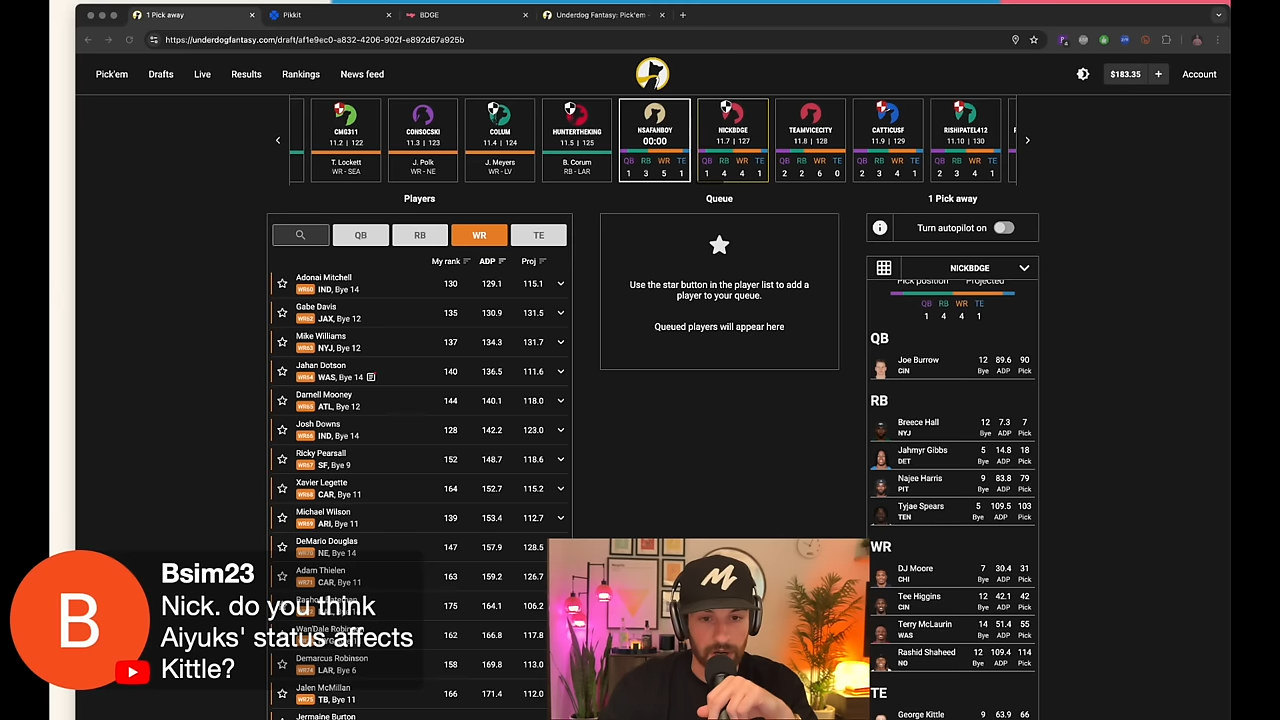 1 Pick away
Pikkit
BDGE
Underdog Fantasy: Pick'em -
https://underdogfantasy.com/draft/af1e9ec0-a832-4206-902f-e892d67a925b
Pick'em
Drafts
Live
Results
Rankings
News feed
$183.35
Account
CMG311
11.2 | 122
T. Lockett
WR - SEA
CONSOCSKI
11.3 | 123
J. Polk
WR - NE
COLUM
11.4 | 124
J. Meyers
WR - LV
HUNTERTHEKING
11.5 | 125
B. Corum
RB - LAR
NSAFANBOY
00:00
QB RB WR TE
1 3 5 1
NICKBDGE
11.7 | 127
QB RB WR TE
1 4 4 1
TEAMVICECITY
11.8 | 128
QB RB WR TE
2 2 6 0
CATTICUSF
11.9 | 129
QB RB WR TE
2 3 4 1
RISHIPATEL412
11.10 | 130
QB RB WR TE
2 3 4 1
Players
Queue
1 Pick away
QB RB WR TE
My rank ADP Proj
Adonai Mitchell
WR60 IND, Bye 14 130 129.1 115.1
Gabe Davis
WR62 JAX, Bye 12 135 130.9 131.5
Mike Williams
WR63 NYJ, Bye 12 137 134.3 131.7
Jahan Dotson
WR64 WAS, Bye 14 140 136.5 111.6
Darnell Mooney
WR65 ATL, Bye 12 144 140.1 118.0
Josh Downs
WR66 IND, Bye 14 128 142.2 123.0
Ricky Pearsall
WR67 SF, Bye 9 152 148.7 118.6
Xavier Legette
WR68 CAR, Bye 11 164 152.7 115.2
Michael Wilson
WR69 ARI, Bye 11 139 153.4 112.7
DeMario Douglas
WR70 NE, Bye 14 147 157.9 128.5
Adam Thielen
WR71 CAR, Bye 11 163 159.2 126.7
175 164.1 106.2
Wan'Dale Robinson
162 166.8 117.8
Demarcus Robinson
WR74 LAR, Bye 6 158 169.8 113.0
Jalen McMillan
WR75 TB, Bye 11 166 171.4 112.0
Jermaine Burton
Use the star button in the player list to add a
player to your queue.
Queued players will appear here
Turn autopilot on
NICKBDGE
Pick position Projected
QB RB WR TE
1 4 4 1
QB
Joe Burrow 12 89.6 90
CIN Bye ADP Pick
RB
Breece Hall 12 7.3 7
NYJ Bye ADP Pick
Jahmyr Gibbs 5 14.8 18
DET Bye ADP Pick
Najee Harris 9 83.8 79
PIT Bye ADP Pick
Tyjae Spears 5 109.5 103
TEN Bye ADP Pick
WR
DJ Moore 7 30.4 31
CHI Bye ADP Pick
Tee Higgins 12 42.1 42
CIN Bye ADP Pick
Terry McLaurin 14 51.4 55
WAS Bye ADP Pick
Rashid Shaheed 12 109.4 114
NO Bye ADP Pick
TE
George Kittle 9 63.9 66
B
Bsim23
Nick. do you think
Aiyuks' status affects
Kittle?